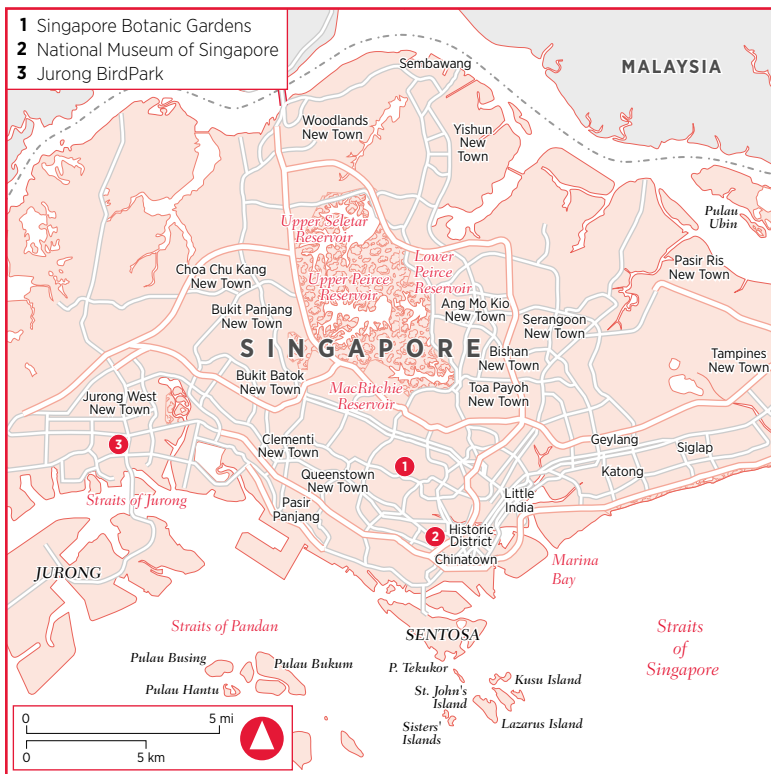 1 Singapore Botanic Gardens
2 National Museum of Singapore
3 Jurong BirdPark
MALAYSIA
Sembawang
Woodlands
New Town
Yishun
New
Town
Pulau
Ubin
Upper Seletar
Reservoir
Lower
Peirce
Reservoir
Pasir Ris
New Town
Choa Chu Kang
New Town
Upper Peirce
Reservoir
Ang Mo Kio
New Town
Bukit Panjang
New Town
Serangoon
New Town
SINGAPORE
Bishan
New Town
Tampines
New Town
Bukit Batok
New Town
MacRitchie
Reservoir
Toa Payoh
New Town
Jurong West
New Town
3
Clementi
New Town
Geylang
Siglap
1
Queenstown
New Town
Katong
Straits of Jurong
Pasir
Panjang
Little
India
2
Historic
District
Chinatown
Marina
Bay
JURONG
Straits of Pandan
SENTOSA
Straits
of
Singapore
Pulau Busing
Pulau Bukum
P. Tekukor
Kusu Island
Pulau Hantu
St. John's
Island
Lazarus Island
Sisters'
Islands
0 5 mi
0 5 km